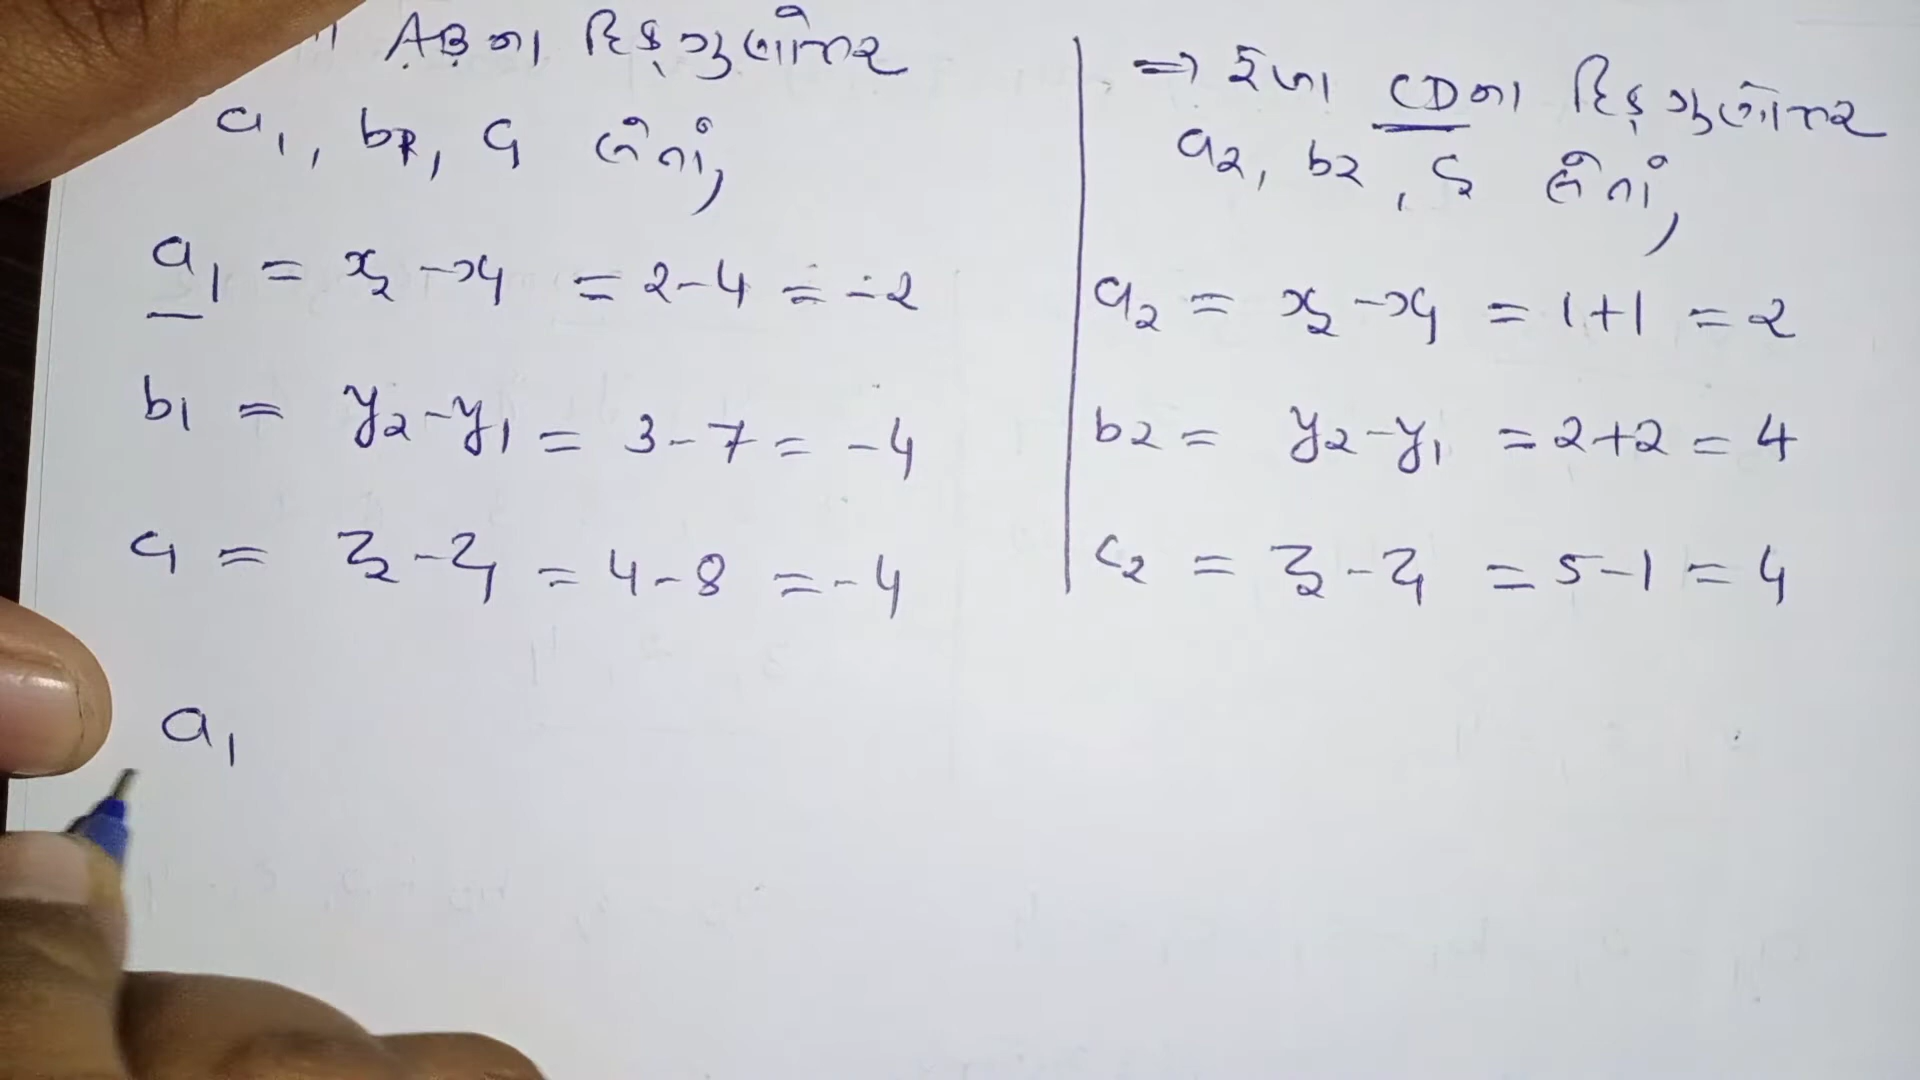 AB ના દિક્ ગુણોત્તર
a₁, b₁, c₁ લેતાં,
a₁ = x₂ - x₁ = 2 - 4 = -2
b₁ = y₂ - y₁ = 3 - 7 = -4
c₁ = z₂ - z₁ = 4 - 8 = -4
a₁
⇒ રેખા CD ના દિક્ ગુણોત્તર
a₂, b₂, c₂ લેતાં,
a₂ = x₂ - x₁ = 1 + 1 = 2
b₂ = y₂ - y₁ = 2 + 2 = 4
c₂ = z₂ - z₁ = 5 - 1 = 4